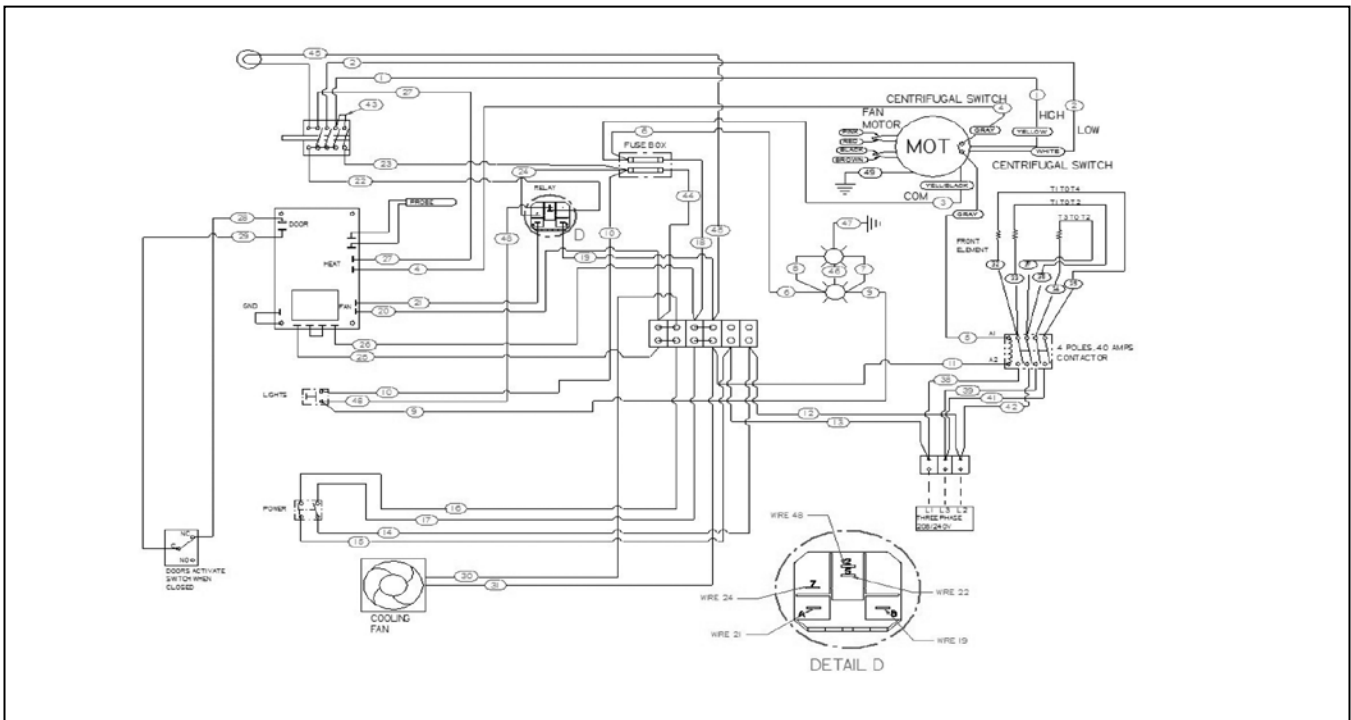 45
2
1
27
43
CENTRIFUGAL SWITCH
4
1
2
HIGH
LOW
FAN
MOTOR
GRAY
YELLOW
PINK
RED
BLACK
BROWN
MOT
WHITE
CENTRIFUGAL SWITCH
6
FUSE BOX
23
24
22
44
49
COM
YEL/BLACK
3
GRAY
T1 TO T4
T1 TO T2
T3 TO T2
RELAY
D
PROBE
28
DOOR
29
10
18
45
47
FRONT
ELEMENT
27
HEAT
4
19
8
46
7
6
9
32
33
GND
21
FAN
20
26
5
A1
A2
4 POLES, 40 AMPS
CONTACTOR
11
LIGHTS
10
48
9
38
39
41
42
12
13
POWER
16
17
14
15
L1 L3 L2
THREE PHASE
208/240V
C
NC
NO
DOORS ACTIVATE
SWITCH WHEN
CLOSED
30
31
COOLING
FAN
WIRE 48
WIRE 24
7
WIRE 22
A
B
WIRE 21
WIRE 19
DETAIL D